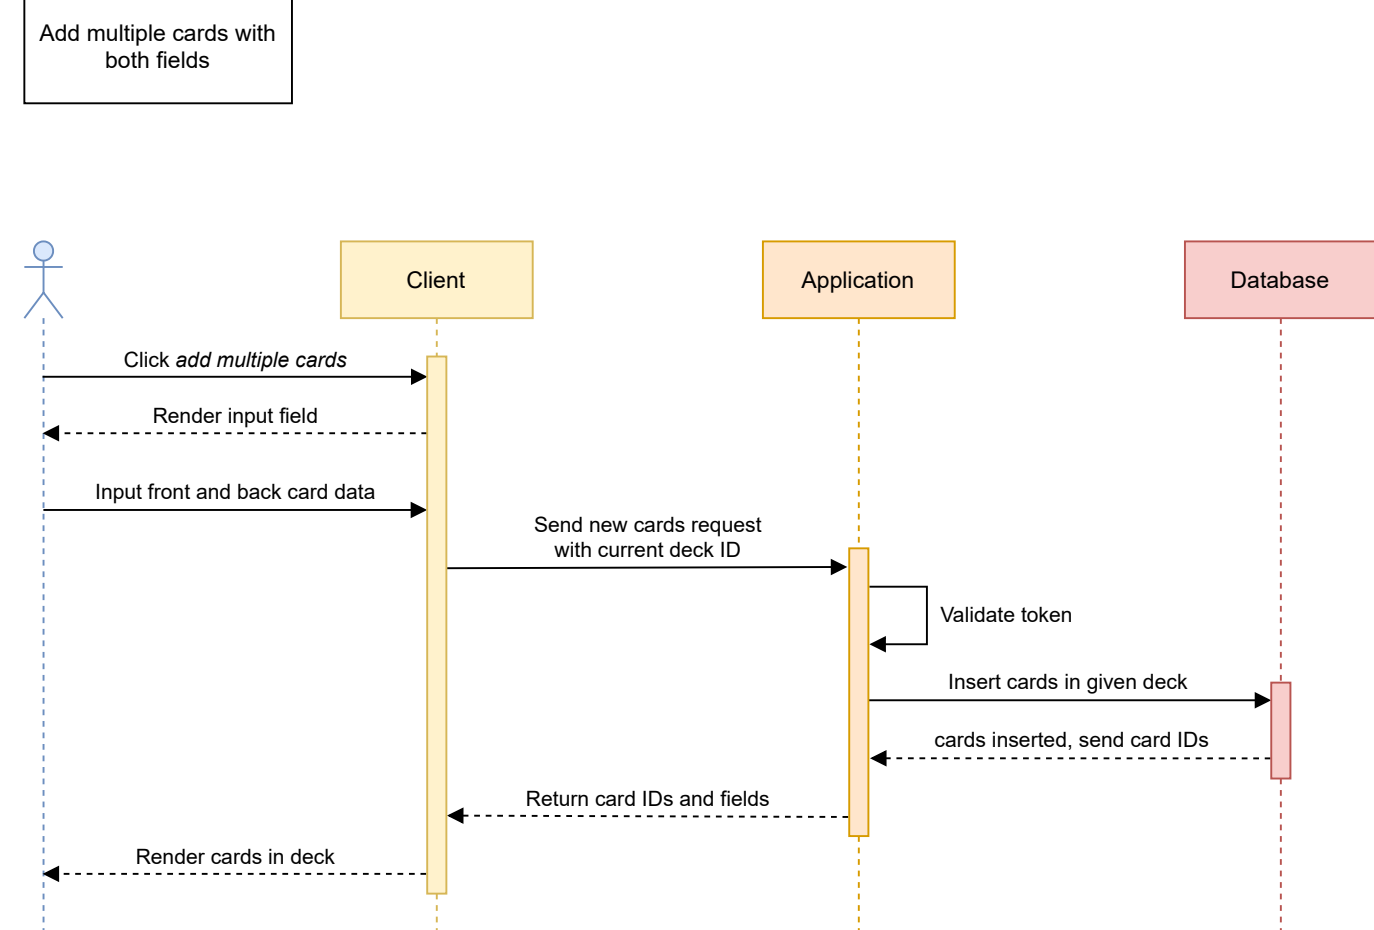 Add multiple cards with
both fields
Client
Application
Database
Click add multiple cards
Render input field
Input front and back card data
Send new cards request
with current deck ID
Validate token
Insert cards in given deck
cards inserted, send card IDs
Return card IDs and fields
Render cards in deck